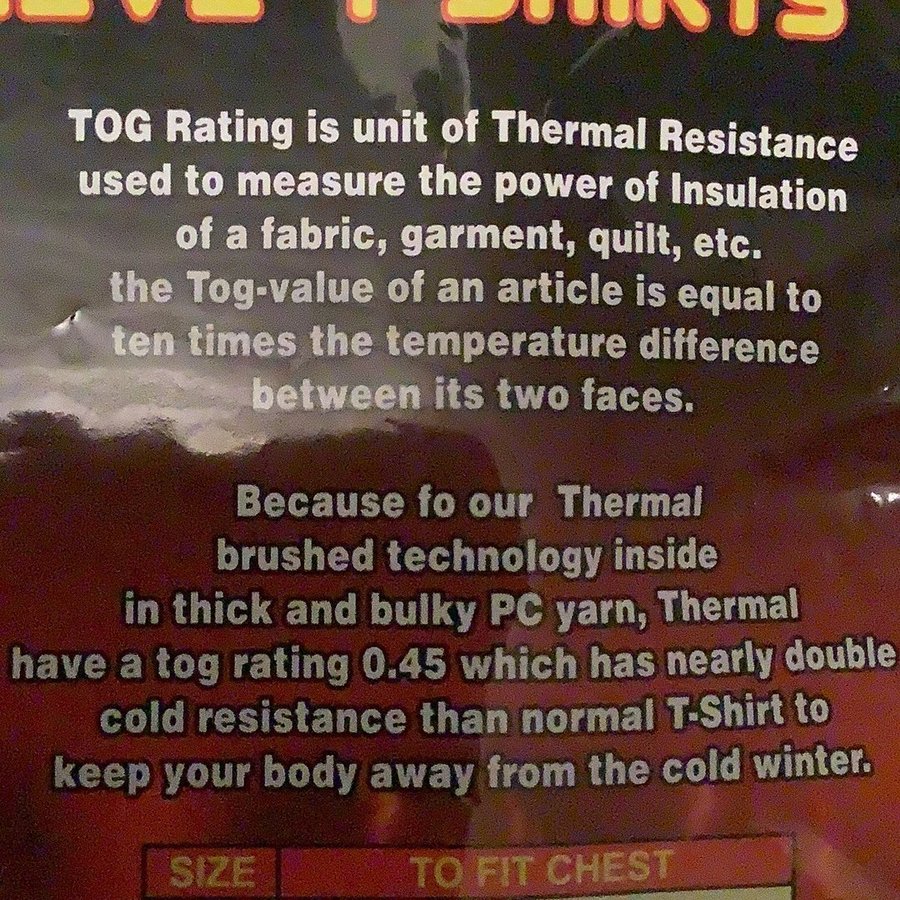 T-SHIRTS
TOG Rating is unit of Thermal Resistance
used to measure the power of Insulation
of a fabric, garment, quilt, etc.
the Tog-value of an article is equal to
ten times the temperature difference
between its two faces.
Because fo our Thermal
brushed technology inside
in thick and bulky PC yarn, Thermal
have a tog rating 0.45 which has nearly double
cold resistance than normal T-Shirt to
keep your body away from the cold winter.
SIZE TO FIT CHEST